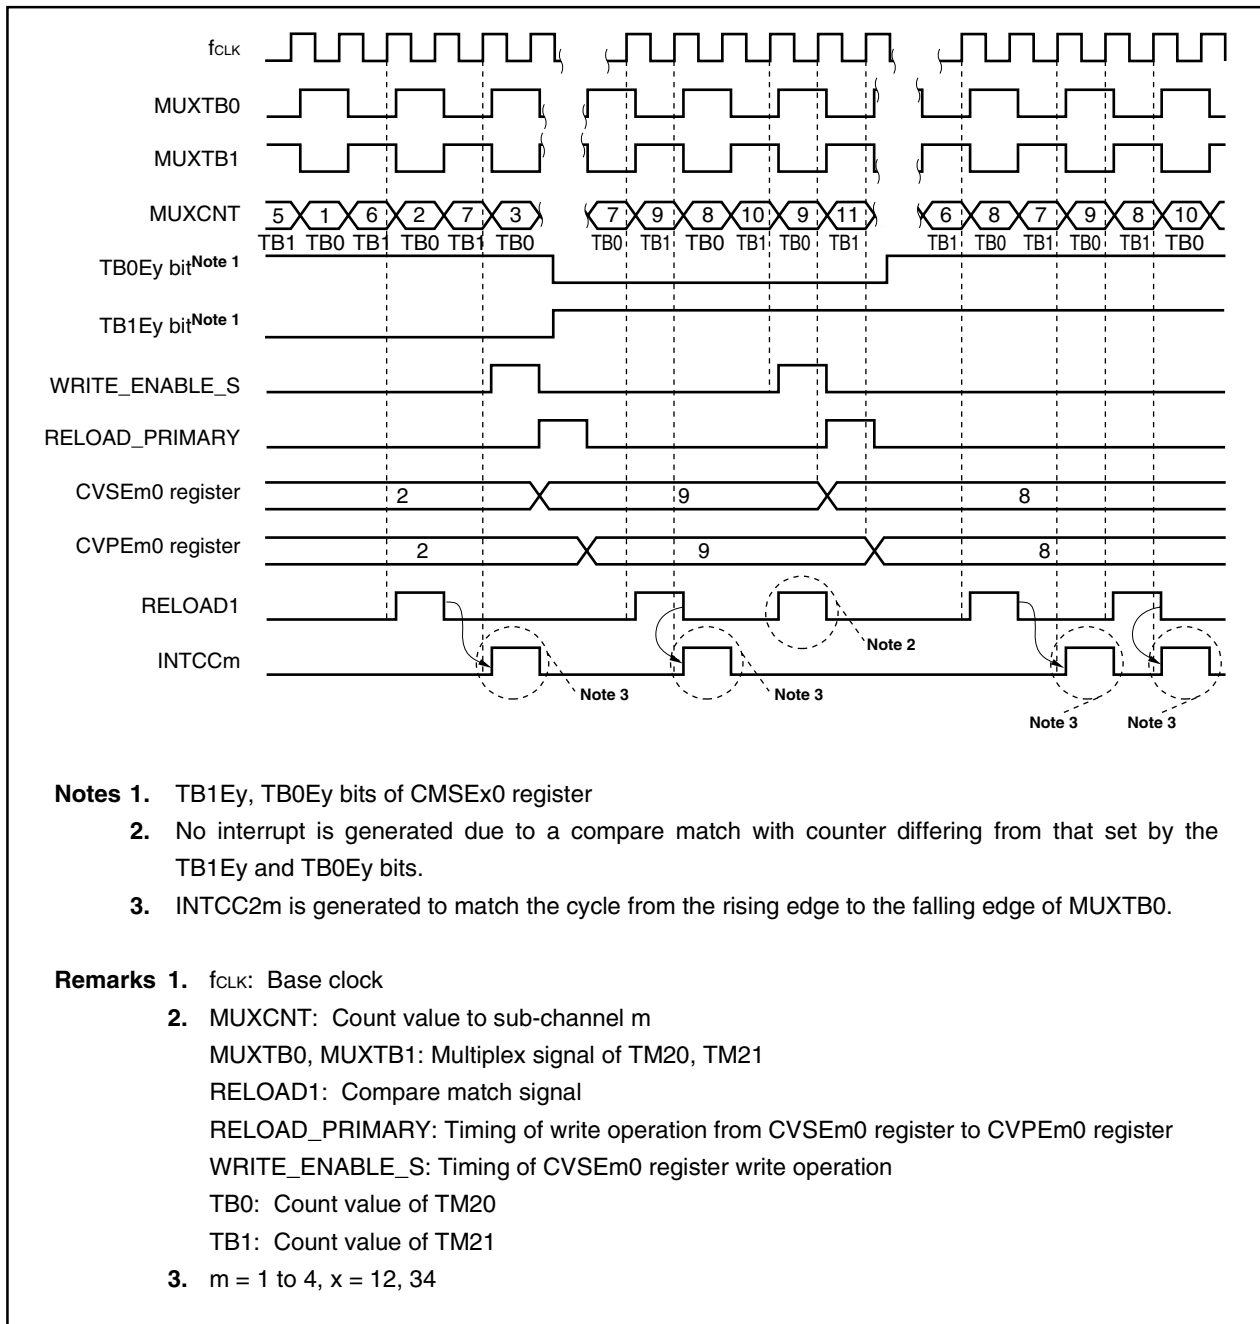 fCLK
MUXTB0
MUXTB1
MUXCNT 5 1 6 2 7 3 7 9 8 10 9 11 6 8 7 9 8 10
TB1 TB0 TB1 TB0 TB1 TB0 TB0 TB1 TB0 TB1 TB0 TB1 TB1 TB0 TB1 TB0 TB1 TB0
TB0Ey bitNote 1
TB1Ey bitNote 1
WRITE_ENABLE_S
RELOAD_PRIMARY
CVSEm0 register 2 9 8
CVPEm0 register 2 9 8
RELOAD1
Note 2
INTCCm
Note 3 Note 3
Note 3 Note 3
Notes 1. TB1Ey, TB0Ey bits of CMSEx0 register
2. No interrupt is generated due to a compare match with counter differing from that set by the
TB1Ey and TB0Ey bits.
3. INTCC2m is generated to match the cycle from the rising edge to the falling edge of MUXTB0.
Remarks 1. fCLK: Base clock
2. MUXCNT: Count value to sub-channel m
MUXTB0, MUXTB1: Multiplex signal of TM20, TM21
RELOAD1: Compare match signal
RELOAD_PRIMARY: Timing of write operation from CVSEm0 register to CVPEm0 register
WRITE_ENABLE_S: Timing of CVSEm0 register write operation
TB0: Count value of TM20
TB1: Count value of TM21
3. m = 1 to 4, x = 12, 34